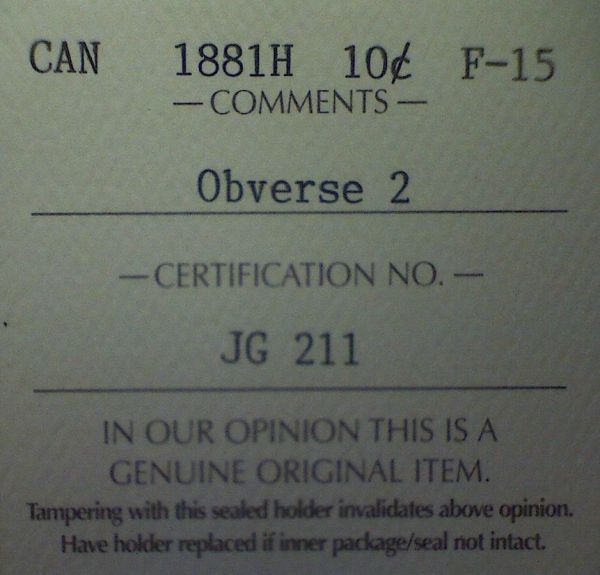 CAN 1881H 10¢ F-15
— COMMENTS —
Obverse 2
— CERTIFICATION NO. —
JG 211
IN OUR OPINION THIS IS A
GENUINE ORIGINAL ITEM.
Tampering with this sealed holder invalidates above opinion.
Have holder replaced if inner package/seal not intact.